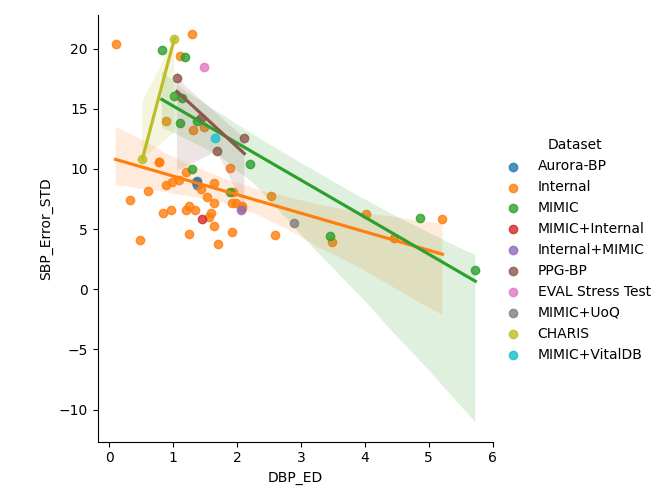 20
15
10
5
0
−5
−10
SBP_Error_STD
0 1 2 3 4 5 6
DBP_ED
Dataset
Aurora-BP
Internal
MIMIC
MIMIC+Internal
Internal+MIMIC
PPG-BP
EVAL Stress Test
MIMIC+UoQ
CHARIS
MIMIC+VitalDB